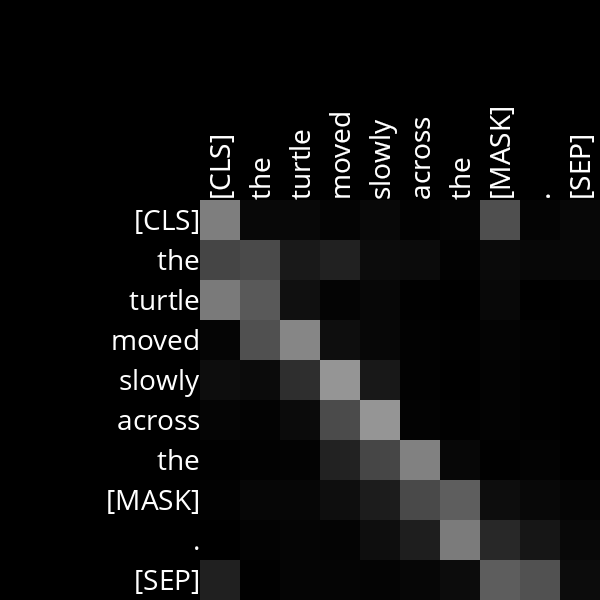 [CLS] the turtle moved slowly across the [MASK] . [SEP]
[CLS]
the
turtle
moved
slowly
across
the
[MASK]
.
[SEP]